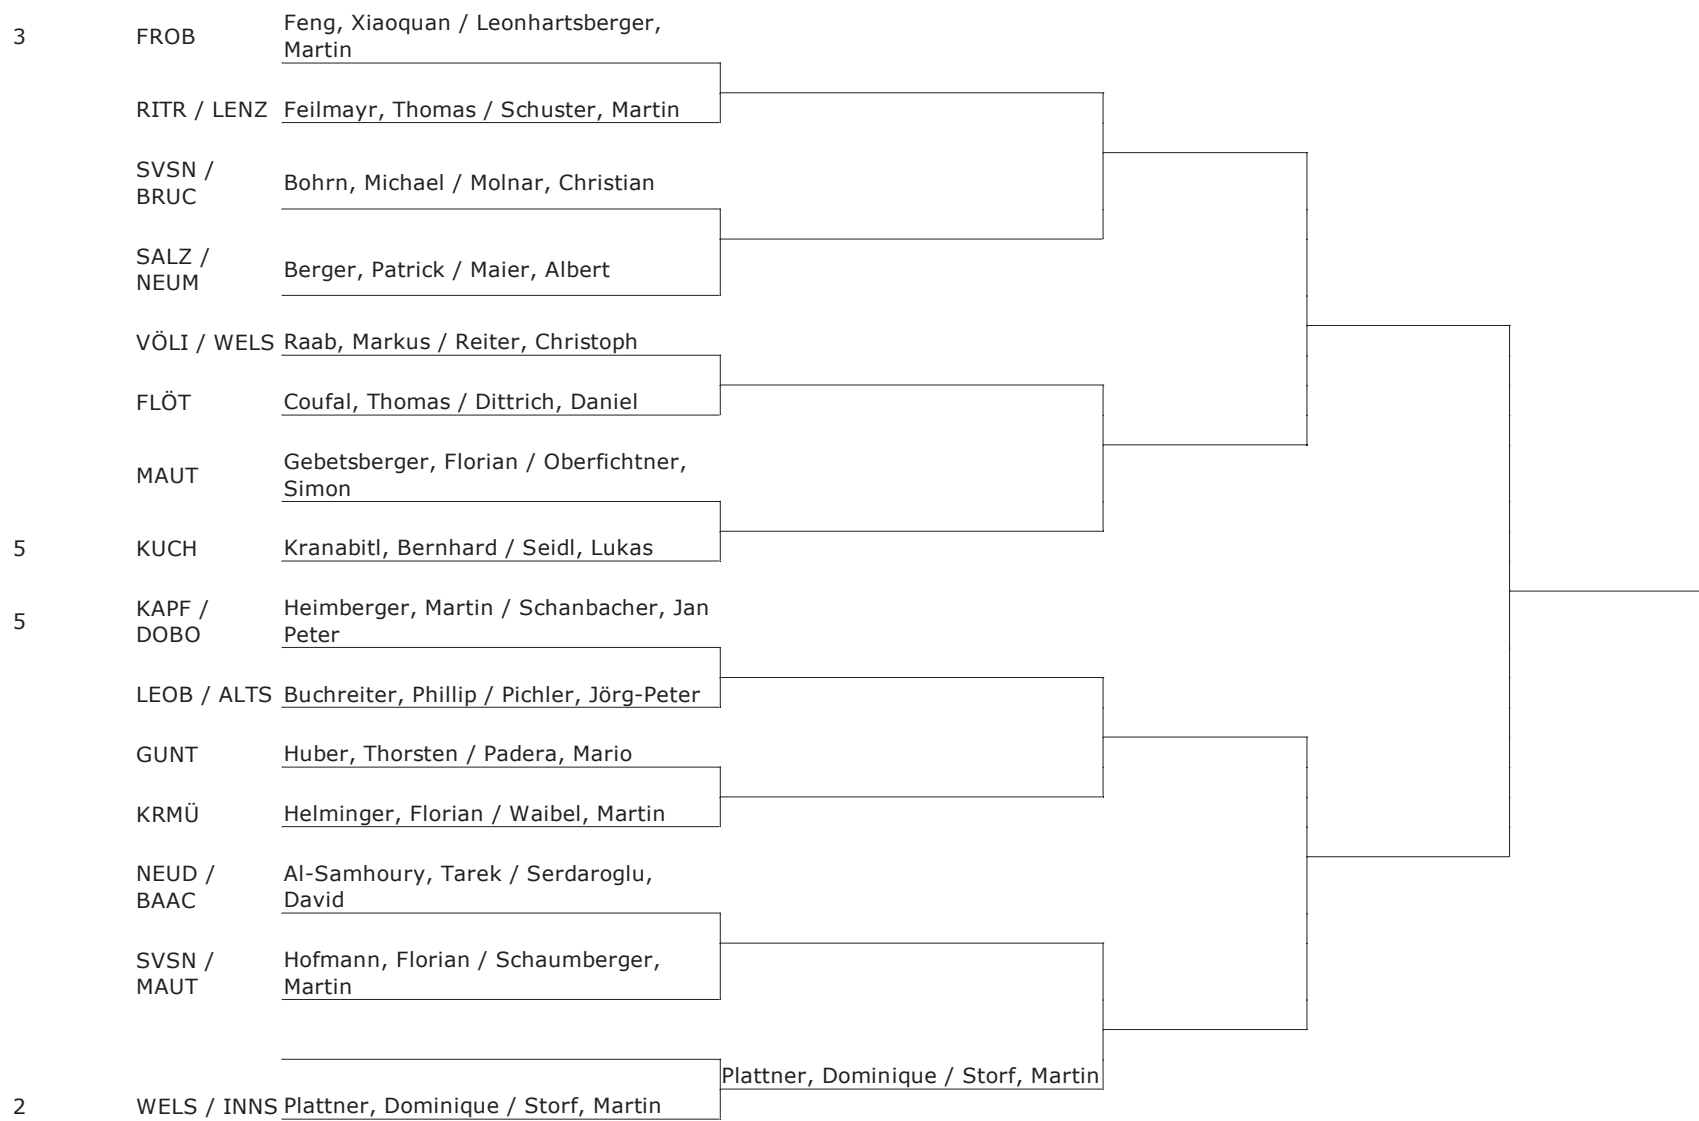 3 FROB Feng, Xiaoquan / Leonhartsberger,
Martin
RITR / LENZ Feilmayr, Thomas / Schuster, Martin
SVSN /
BRUC Bohrn, Michael / Molnar, Christian
SALZ /
NEUM Berger, Patrick / Maier, Albert
VÖLI / WELS Raab, Markus / Reiter, Christoph
FLÖT Coufal, Thomas / Dittrich, Daniel
MAUT Gebetsberger, Florian / Oberfichtner,
Simon
5 KUCH Kranabitl, Bernhard / Seidl, Lukas
5 KAPF / Heimberger, Martin / Schanbacher, Jan
DOBO Peter
LEOB / ALTS Buchreiter, Phillip / Pichler, Jörg-Peter
GUNT Huber, Thorsten / Padera, Mario
KRMÜ Helminger, Florian / Waibel, Martin
NEUD / Al-Samhoury, Tarek / Serdaroglu,
BAAC David
SVSN / Hofmann, Florian / Schaumberger,
MAUT Martin
Plattner, Dominique / Storf, Martin
2 WELS / INNS Plattner, Dominique / Storf, Martin